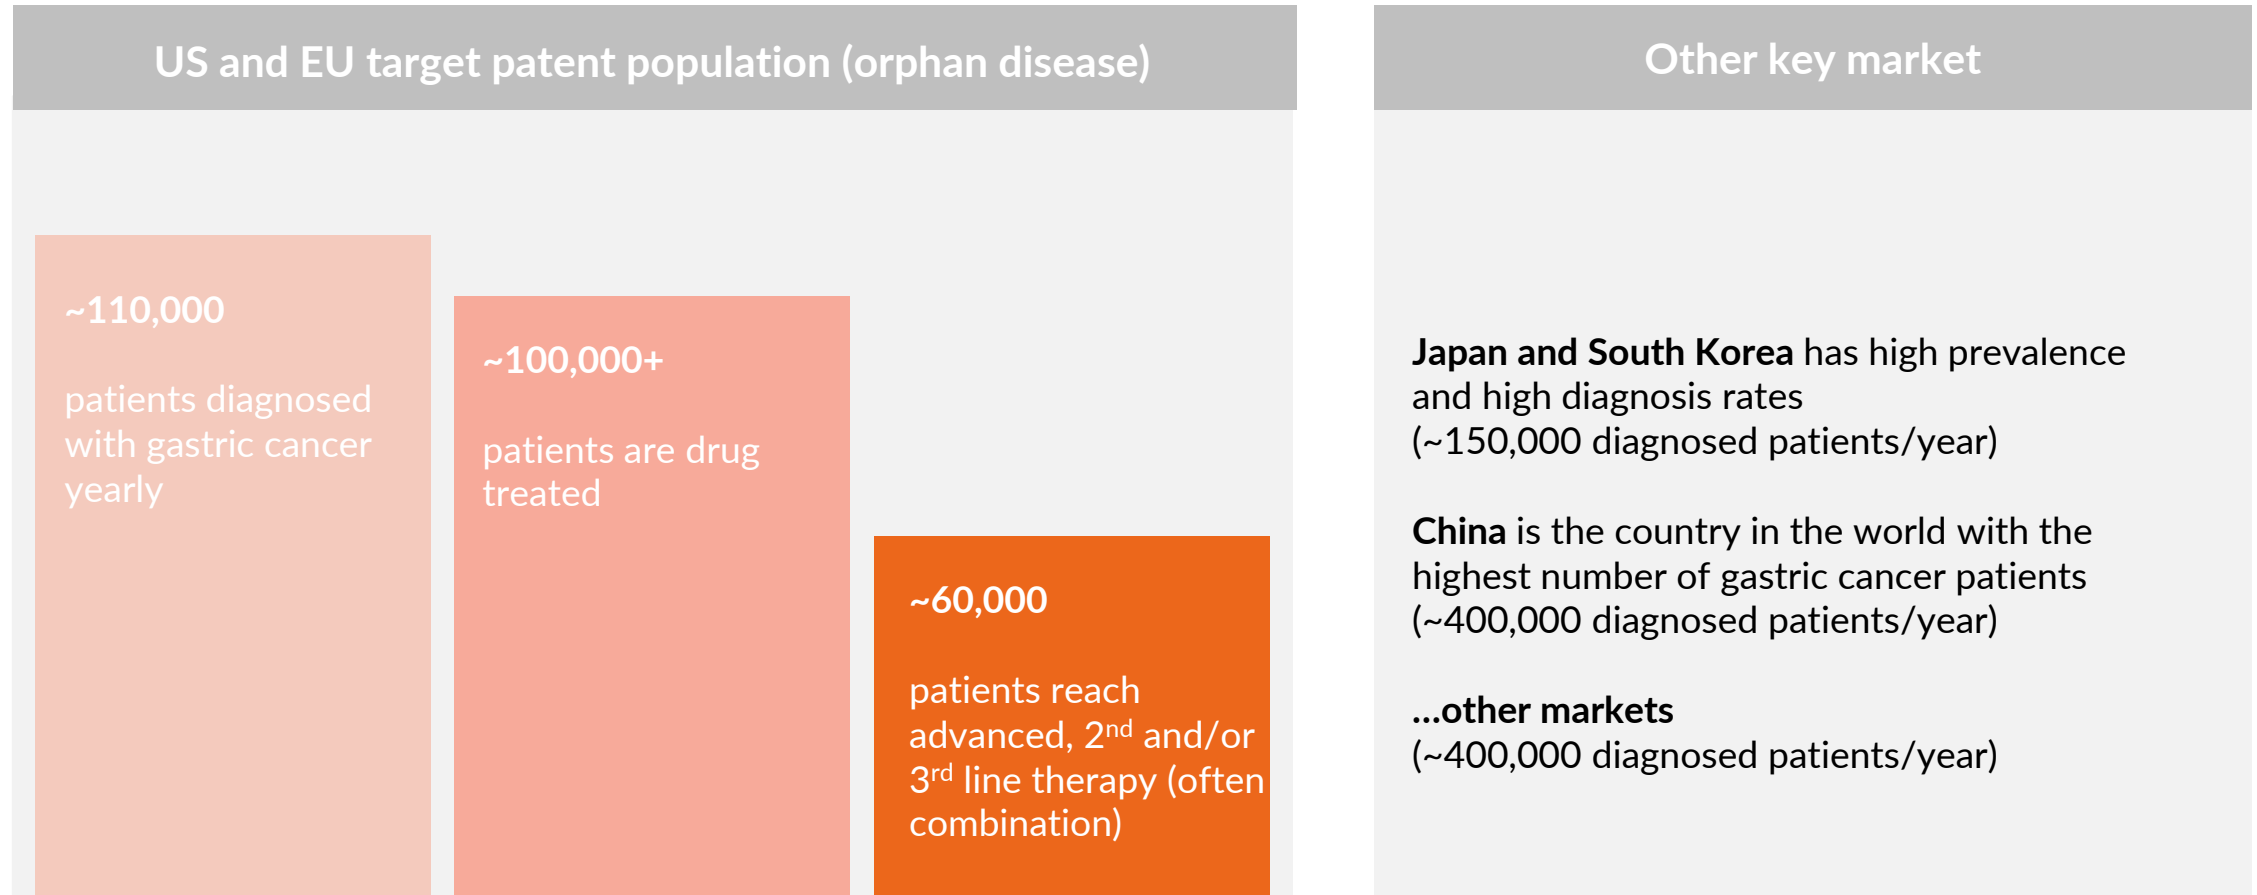 US and EU target patent population (orphan disease)
~110,000
patients diagnosed
with gastric cancer
yearly
~100,000+
patients are drug
treated
~60,000
patients reach
advanced, 2nd and/or
3rd line therapy (often
combination)
Other key market
Japan and South Korea has high prevalence
and high diagnosis rates
(~150,000 diagnosed patients/year)
China is the country in the world with the
highest number of gastric cancer patients
(~400,000 diagnosed patients/year)
...other markets
(~400,000 diagnosed patients/year)